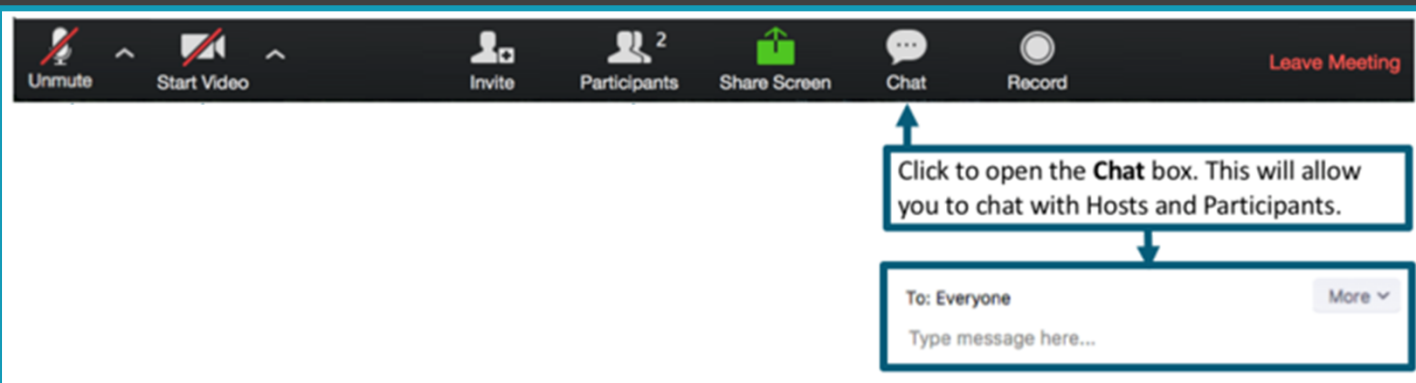 Unmute
Start Video
Invite
Participants
2
Share Screen
Chat
Record
Leave Meeting
Click to open the Chat box. This will allow
you to chat with Hosts and Participants.
To: Everyone
More
Type message here...